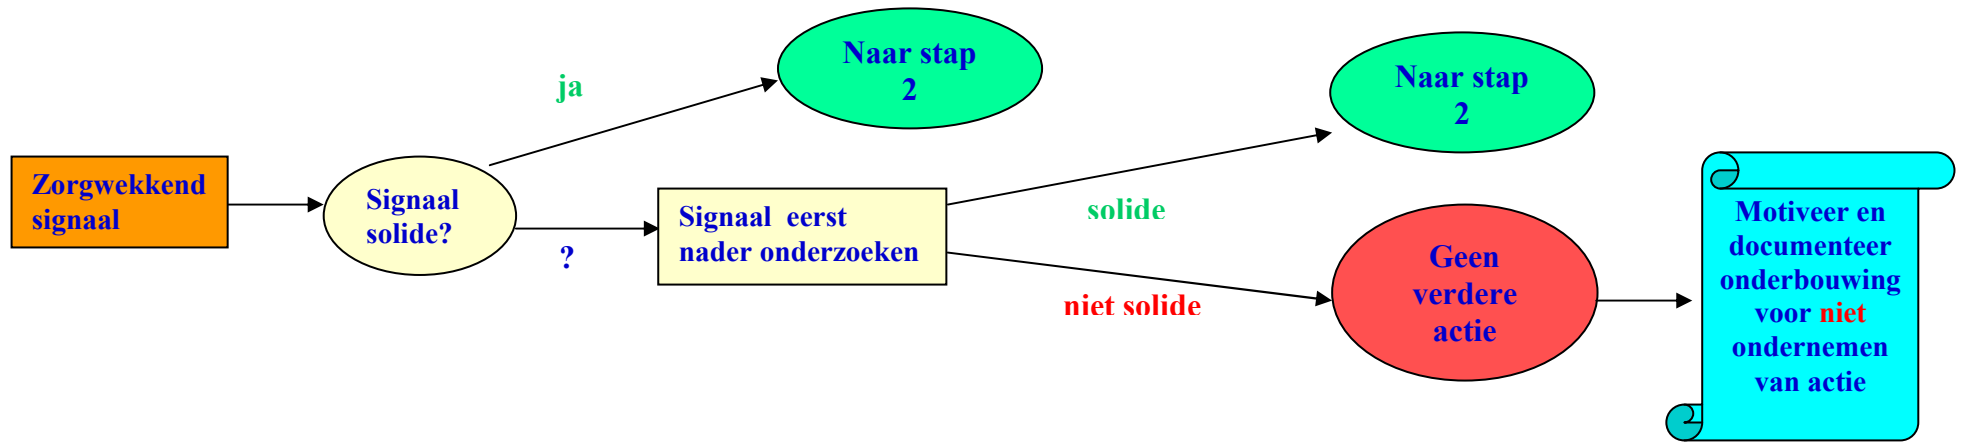 Zorgwekkend
signaal
Signaal
solide?
ja
Naar stap
2
?
Signaal eerst
nader onderzoeken
solide
Naar stap
2
niet solide
Geen
verdere
actie
Motiveer en
documenteer
onderbouwing
voor niet
ondernemen
van actie